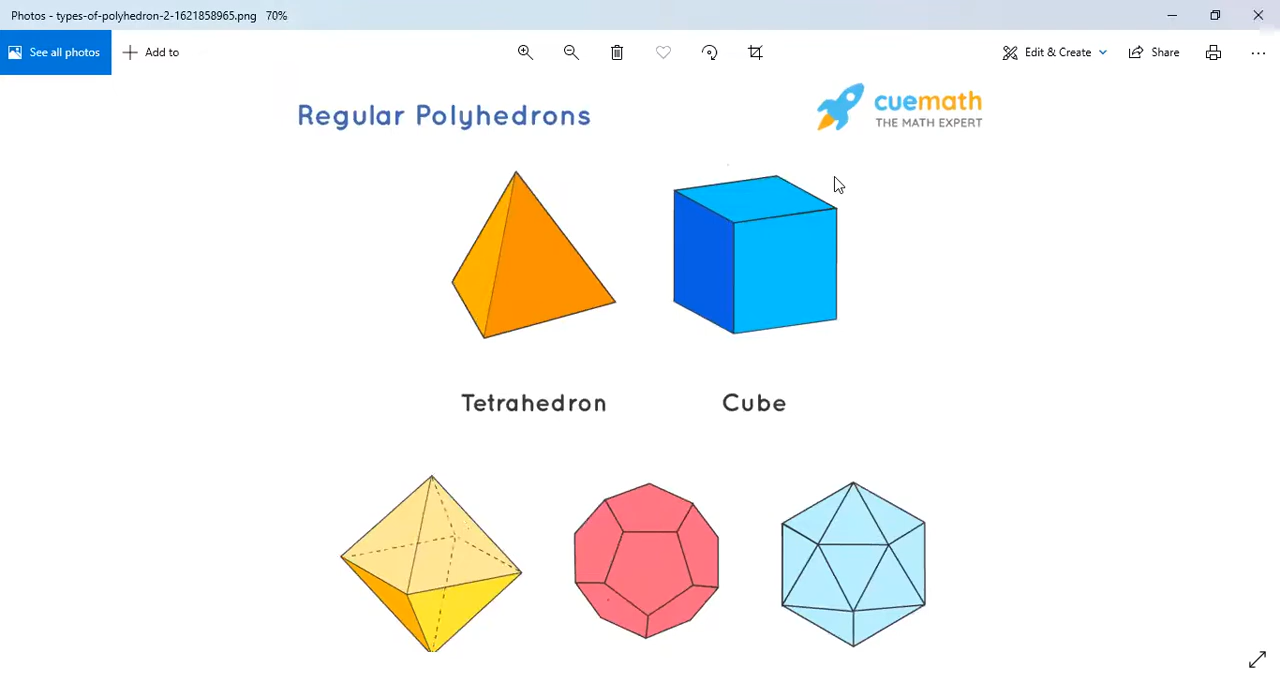 Photos - types-of-polyhedron-2-1621858965.png 70%
See all photos Add to Edit & Create Share
Regular Polyhedrons
cuemath
THE MATH EXPERT
Tetrahedron Cube